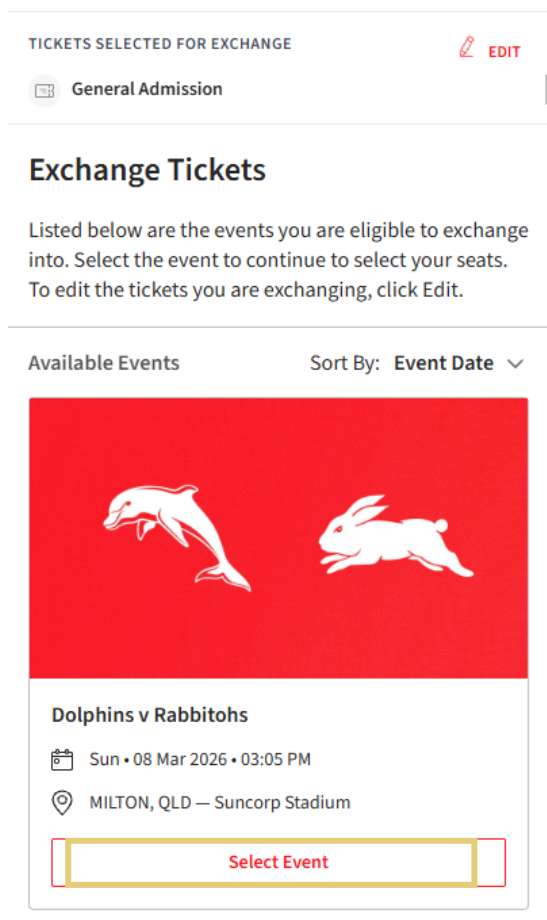 TICKETS SELECTED FOR EXCHANGE
EDIT
General Admission
Exchange Tickets
Listed below are the events you are eligible to exchange
into. Select the event to continue to select your seats.
To edit the tickets you are exchanging, click Edit.
Available Events
Sort By: Event Date
Dolphins v Rabbitohs
Sun • 08 Mar 2026 • 03:05 PM
MILTON, QLD — Suncorp Stadium
Select Event